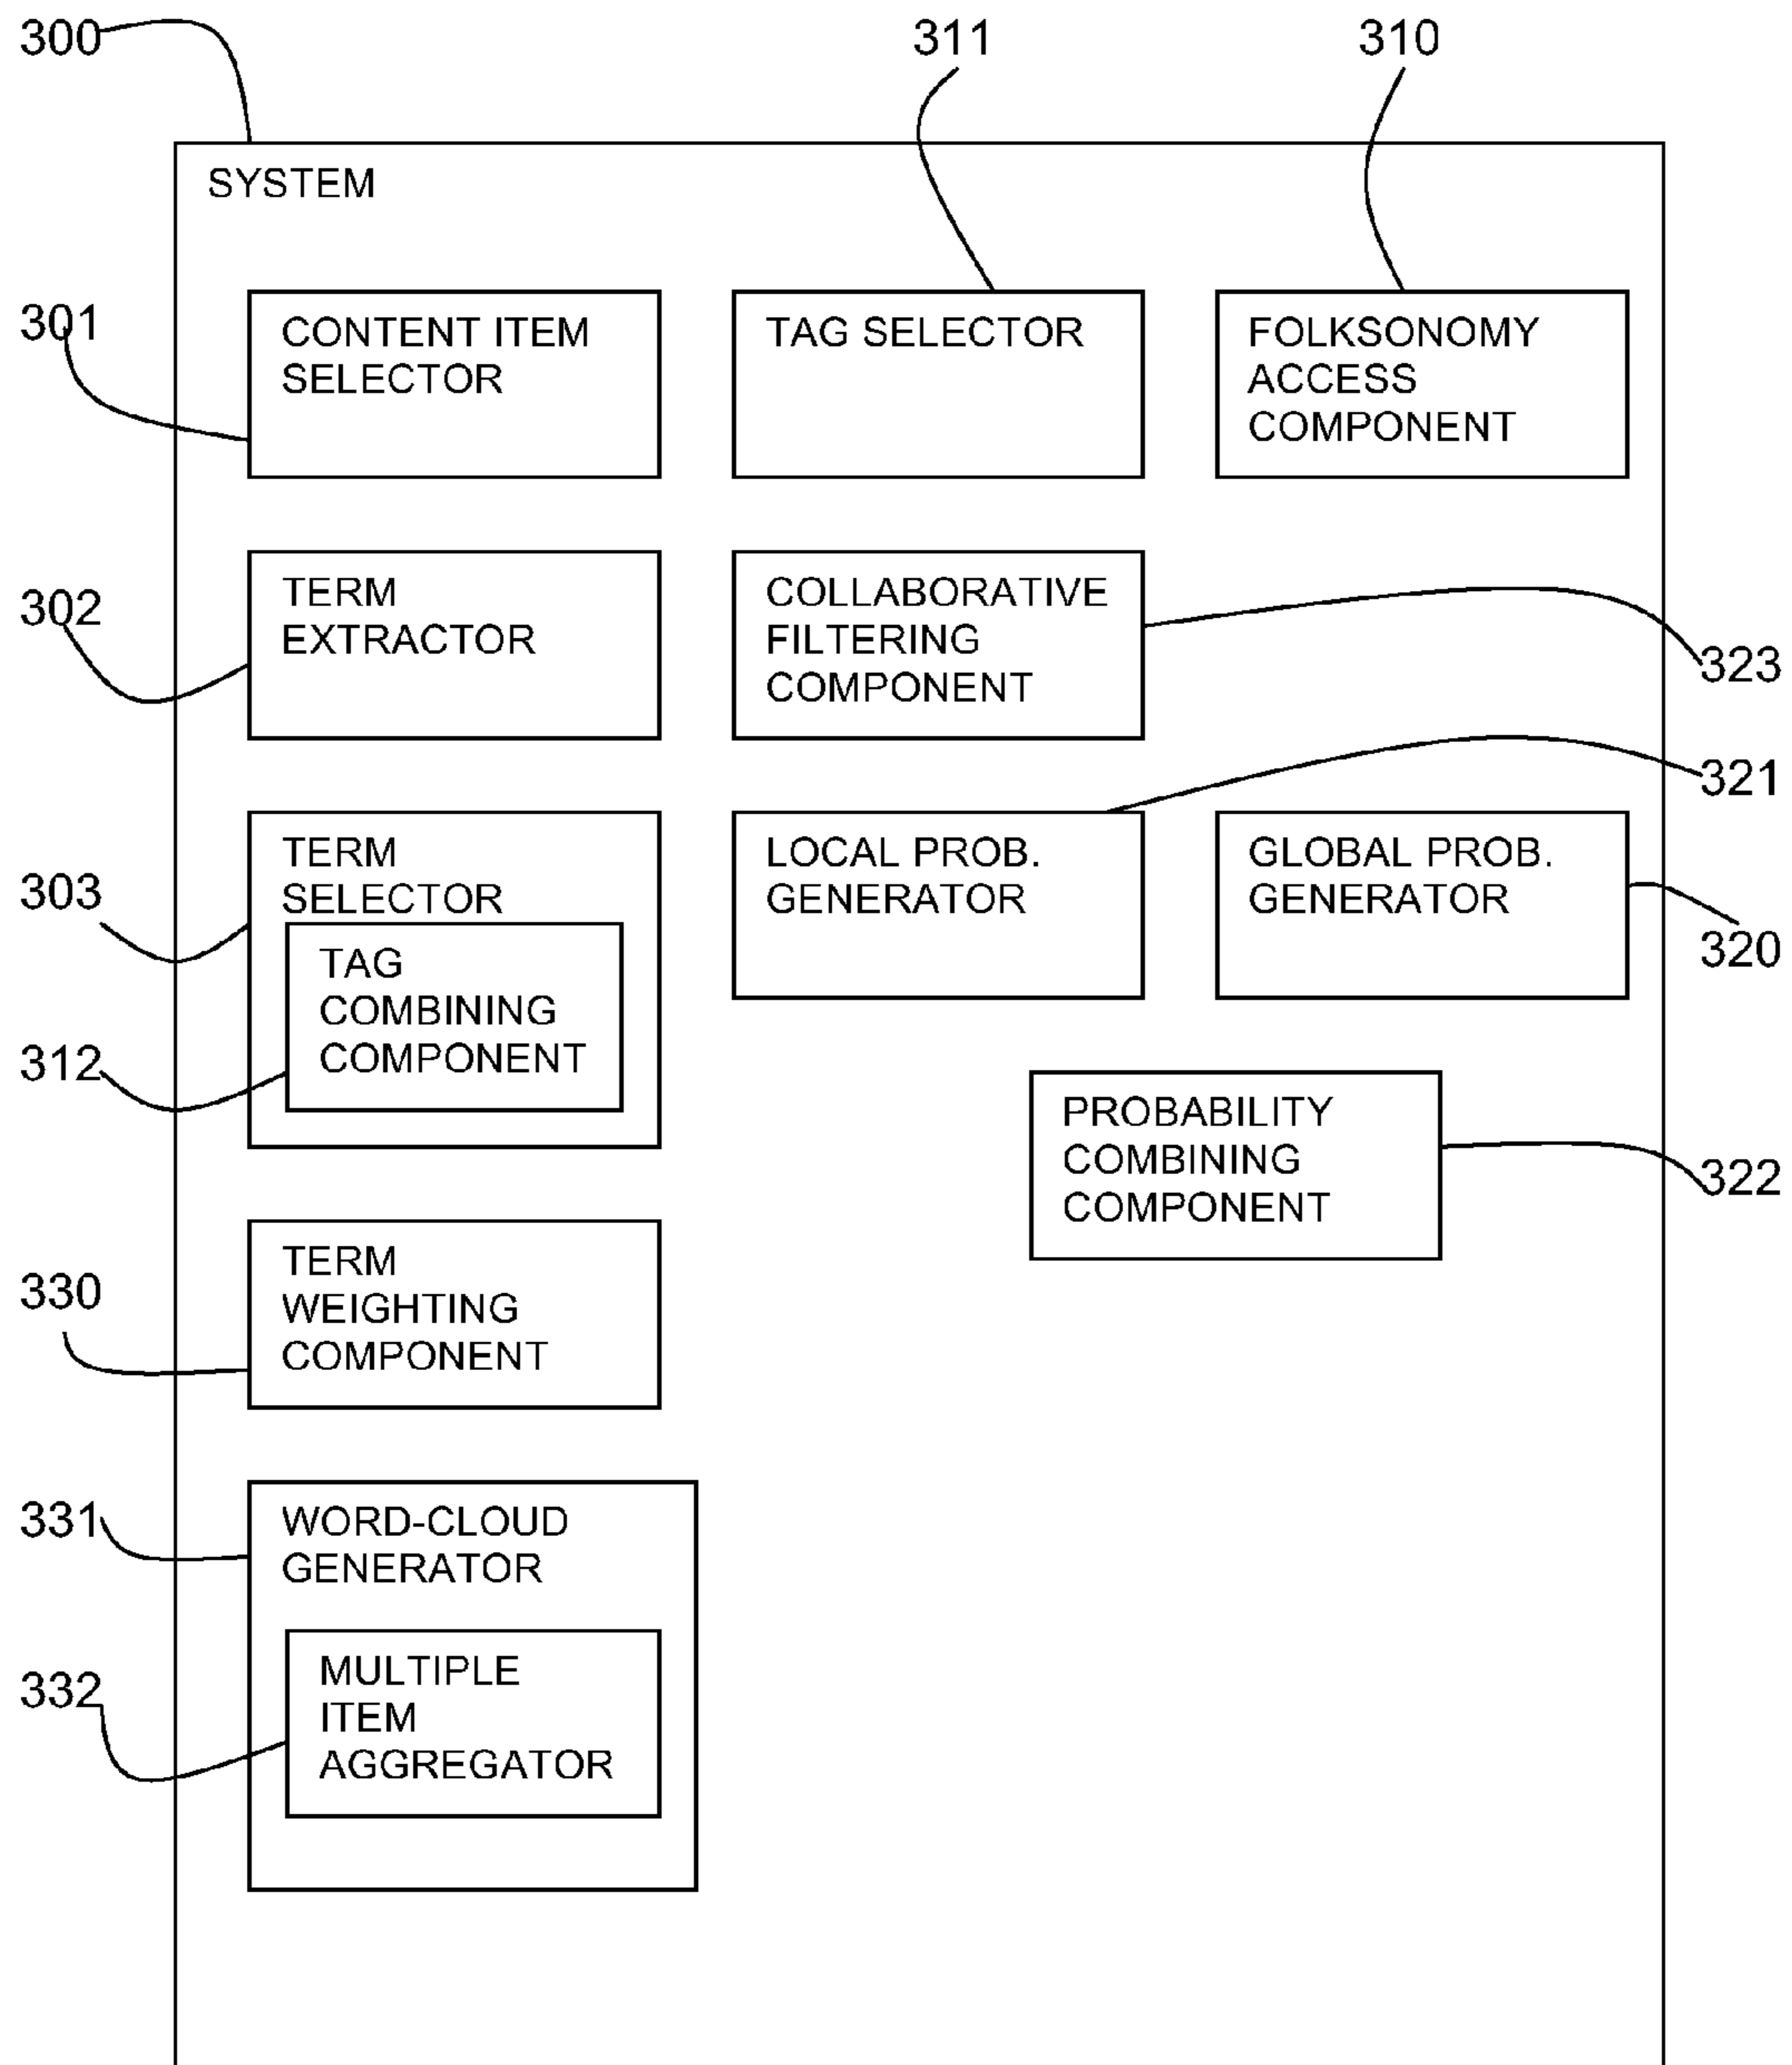 300
311
310
SYSTEM
301
CONTENT ITEM
SELECTOR
TAG SELECTOR
FOLKSONOMY
ACCESS
COMPONENT
302
TERM
EXTRACTOR
COLLABORATIVE
FILTERING
COMPONENT
323
321
303
TERM
SELECTOR
LOCAL PROB.
GENERATOR
GLOBAL PROB.
GENERATOR
320
312
TAG
COMBINING
COMPONENT
PROBABILITY
COMBINING
COMPONENT
322
330
TERM
WEIGHTING
COMPONENT
331
WORD-CLOUD
GENERATOR
332
MULTIPLE
ITEM
AGGREGATOR